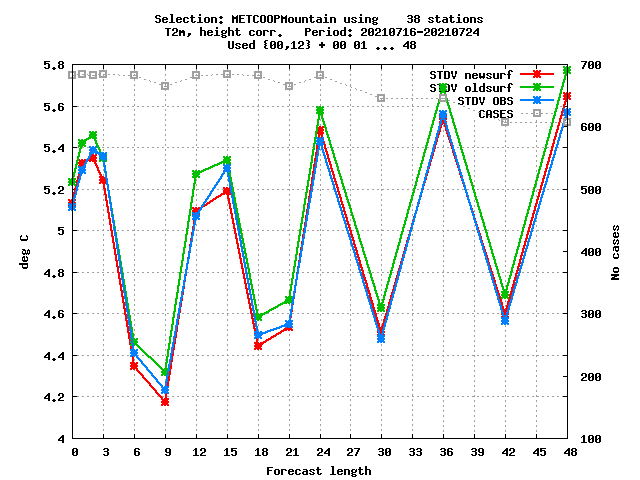 Selection: METCOOPMountain using    38 stations
T2m, height corr.   Period: 20210716-20210724
Used {00,12} + 00 01 ... 48
STDV newsurf
STDV oldsurf
STDV OBS
CASES
deg C
5.8
5.6
5.4
5.2
5
4.8
4.6
4.4
4.2
4
No cases
700
600
500
400
300
200
100
0 3 6 9 12 15 18 21 24 27 30 33 36 39 42 45 48
Forecast length